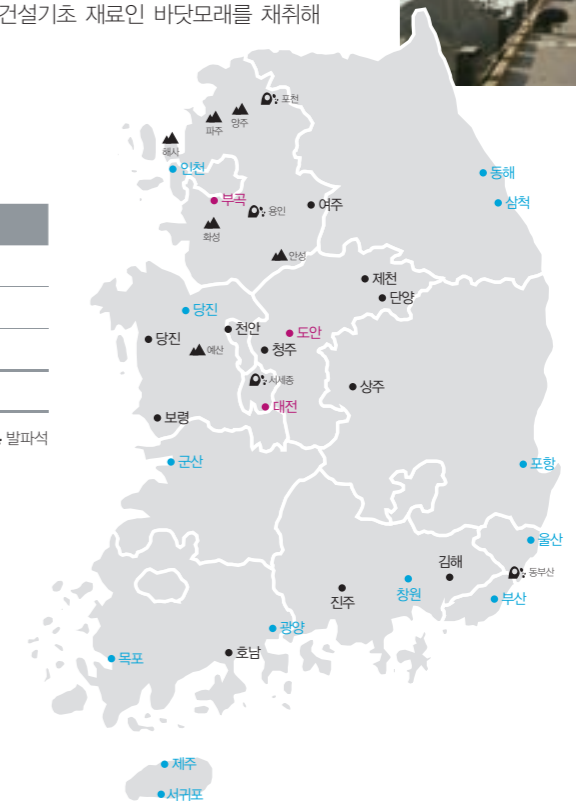 건설기초 재료인 바닷모래를 채취해
포천
양주
파주
해사
인천
동해
부곡
용인
여주
삼척
화성
안성
제천
단양
당진
천안
도안
당진
예산
청주
서세종
상주
대전
보령
발파석
군산
포항
울산
김해
동부산
창원
진주
부산
광양
호남
목포
제주
서귀포